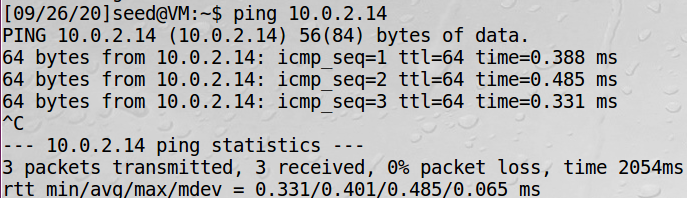 [09/26/20]seed@VM:~$ ping 10.0.2.14
PING 10.0.2.14 (10.0.2.14) 56(84) bytes of data.
64 bytes from 10.0.2.14: icmp_seq=1 ttl=64 time=0.388 ms
64 bytes from 10.0.2.14: icmp_seq=2 ttl=64 time=0.485 ms
64 bytes from 10.0.2.14: icmp_seq=3 ttl=64 time=0.331 ms
^C
--- 10.0.2.14 ping statistics ---
3 packets transmitted, 3 received, 0% packet loss, time 2054ms
rtt min/avg/max/mdev = 0.331/0.401/0.485/0.065 ms